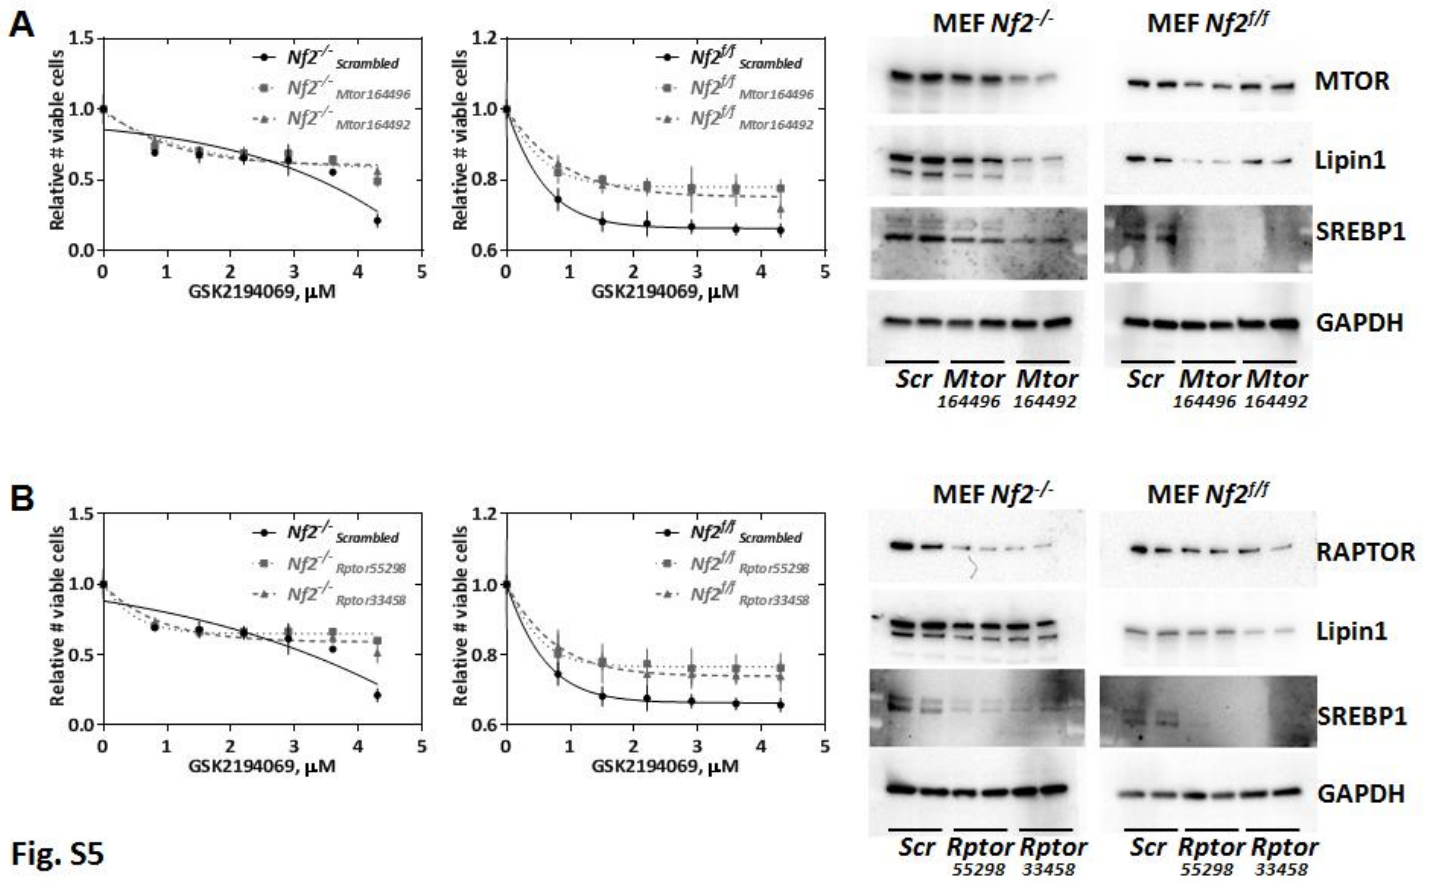 A
1.5
1.0
0.5
0.0
Relative # viable cells
0 1 2 3 4 5
GSK2194069, μM
Nf2-/- Scrambled
Nf2-/- Mtor164496
Nf2-/- Mtor164492
1.2
1.0
0.8
0.6
Relative # viable cells
0 1 2 3 4 5
GSK2194069, μM
Nf2f/f Scrambled
Nf2f/f Mtor164496
Nf2f/f Mtor164492
MEF Nf2-/- MEF Nf2f/f
MTOR
Lipin1
SREBP1
GAPDH
Scr Mtor Mtor Scr Mtor Mtor
164496 164492 164496 164492
B
1.5
1.0
0.5
0.0
Relative # viable cells
0 1 2 3 4 5
GSK2194069, μM
Nf2-/- Scrambled
Nf2-/- Rptor55298
Nf2-/- Rptor33458
1.2
1.0
0.8
0.6
Relative # viable cells
0 1 2 3 4 5
GSK2194069, μM
Nf2f/f Scrambled
Nf2f/f Rptor55298
Nf2f/f Rptor33458
MEF Nf2-/- MEF Nf2f/f
RAPTOR
Lipin1
SREBP1
GAPDH
Scr Rptor Rptor Scr Rptor Rptor
55298 33458 55298 33458
Fig. S5